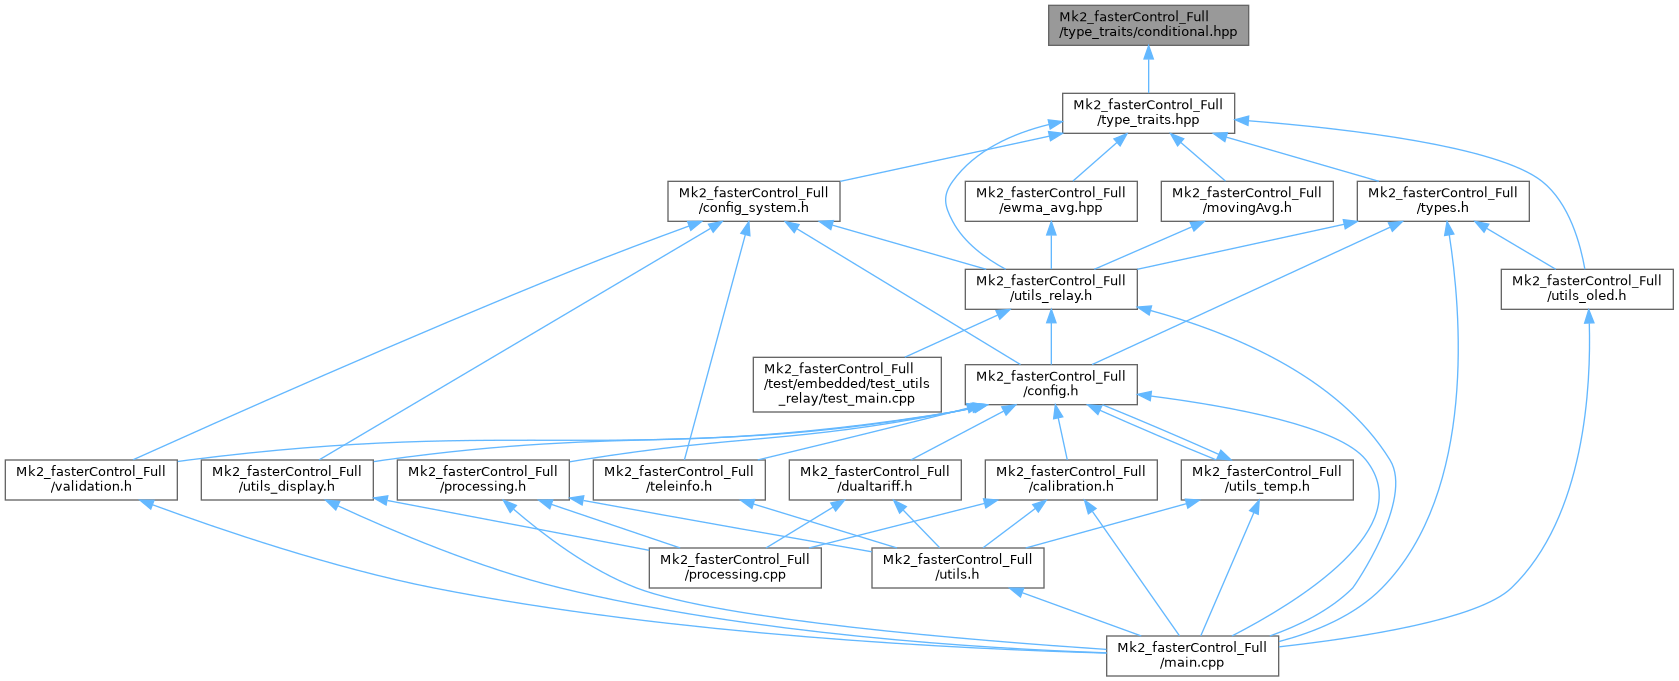 Mk2_fasterControl_Full
/type_traits/conditional.hpp
Mk2_fasterControl_Full
/type_traits.hpp
Mk2_fasterControl_Full
/config_system.h
Mk2_fasterControl_Full
/ewma_avg.hpp
Mk2_fasterControl_Full
/movingAvg.h
Mk2_fasterControl_Full
/types.h
Mk2_fasterControl_Full
/utils_relay.h
Mk2_fasterControl_Full
/utils_oled.h
Mk2_fasterControl_Full
/test/embedded/test_utils
_relay/test_main.cpp
Mk2_fasterControl_Full
/config.h
Mk2_fasterControl_Full
/validation.h
Mk2_fasterControl_Full
/utils_display.h
Mk2_fasterControl_Full
/processing.h
Mk2_fasterControl_Full
/teleinfo.h
Mk2_fasterControl_Full
/dualtariff.h
Mk2_fasterControl_Full
/calibration.h
Mk2_fasterControl_Full
/utils_temp.h
Mk2_fasterControl_Full
/processing.cpp
Mk2_fasterControl_Full
/utils.h
Mk2_fasterControl_Full
/main.cpp